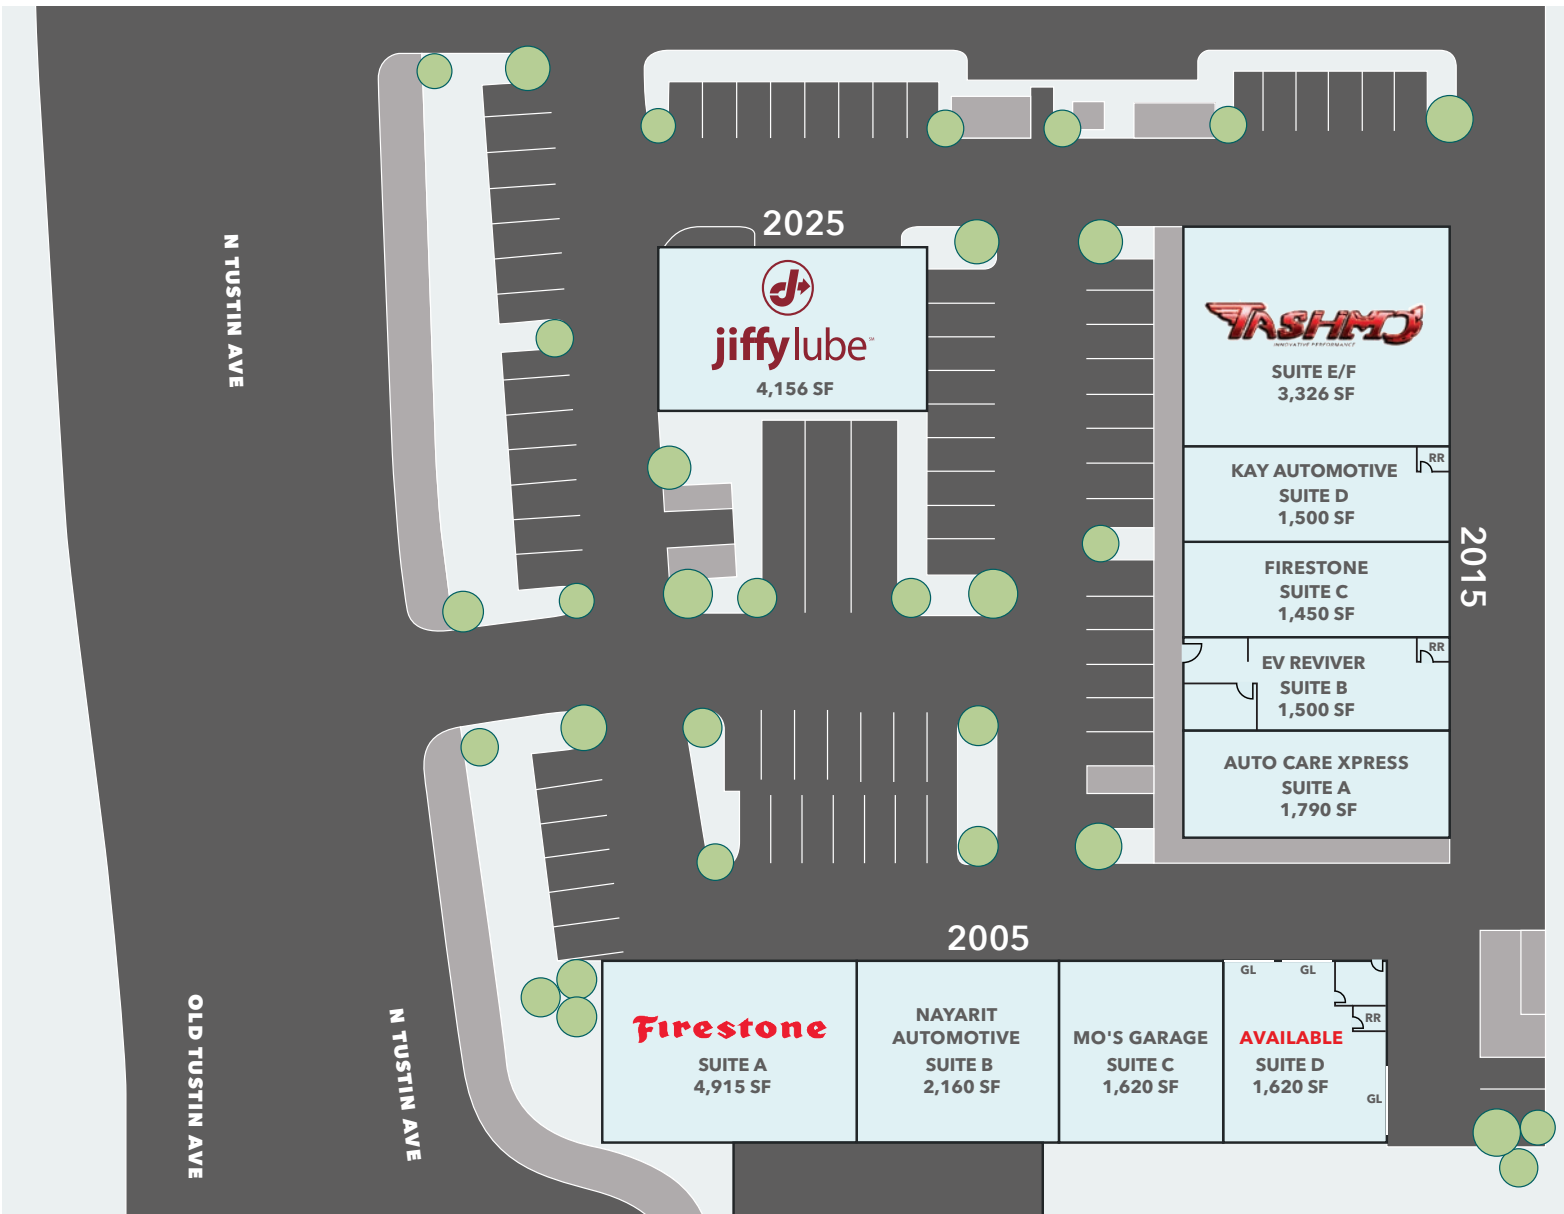 2025
jiffy lube
4,156 SF
N TUSTIN AVE
TASHMO
INNOVATIVE PERFORMANCE
SUITE E/F
3,326 SF
RR
KAY AUTOMOTIVE
SUITE D
1,500 SF
2015
FIRESTONE
SUITE C
1,450 SF
RR
EV REVIVER
SUITE B
1,500 SF
AUTO CARE XPRESS
SUITE A
1,790 SF
2005
OLD TUSTIN AVE
N TUSTIN AVE
Firestone
SUITE A
4,915 SF
NAYARIT
AUTOMOTIVE
SUITE B
2,160 SF
MO'S GARAGE
SUITE C
1,620 SF
GL
GL
RR
AVAILABLE
SUITE D
1,620 SF
GL